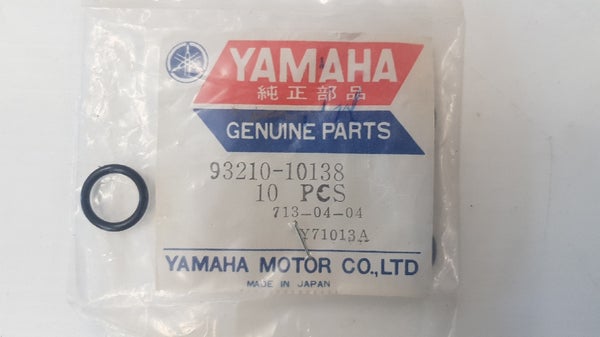 YAMAHA
純正部品
GENUINE PARTS
93210-10138
10 PCS
713-04-04
Y71013A
YAMAHA MOTOR CO.,LTD
MADE IN JAPAN